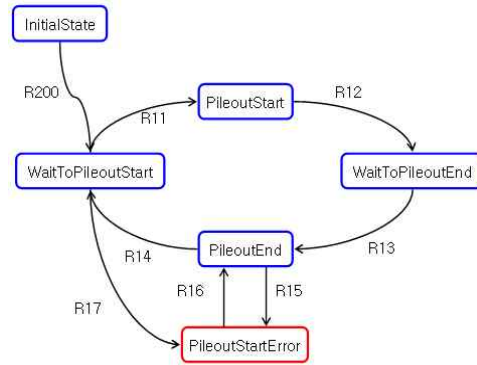 InitialState
R200
R11
PileoutStart
R12
WaitToPileoutStart
WaitToPileoutEnd
R14
PileoutEnd
R13
R17
R16
R15
PileoutStartError